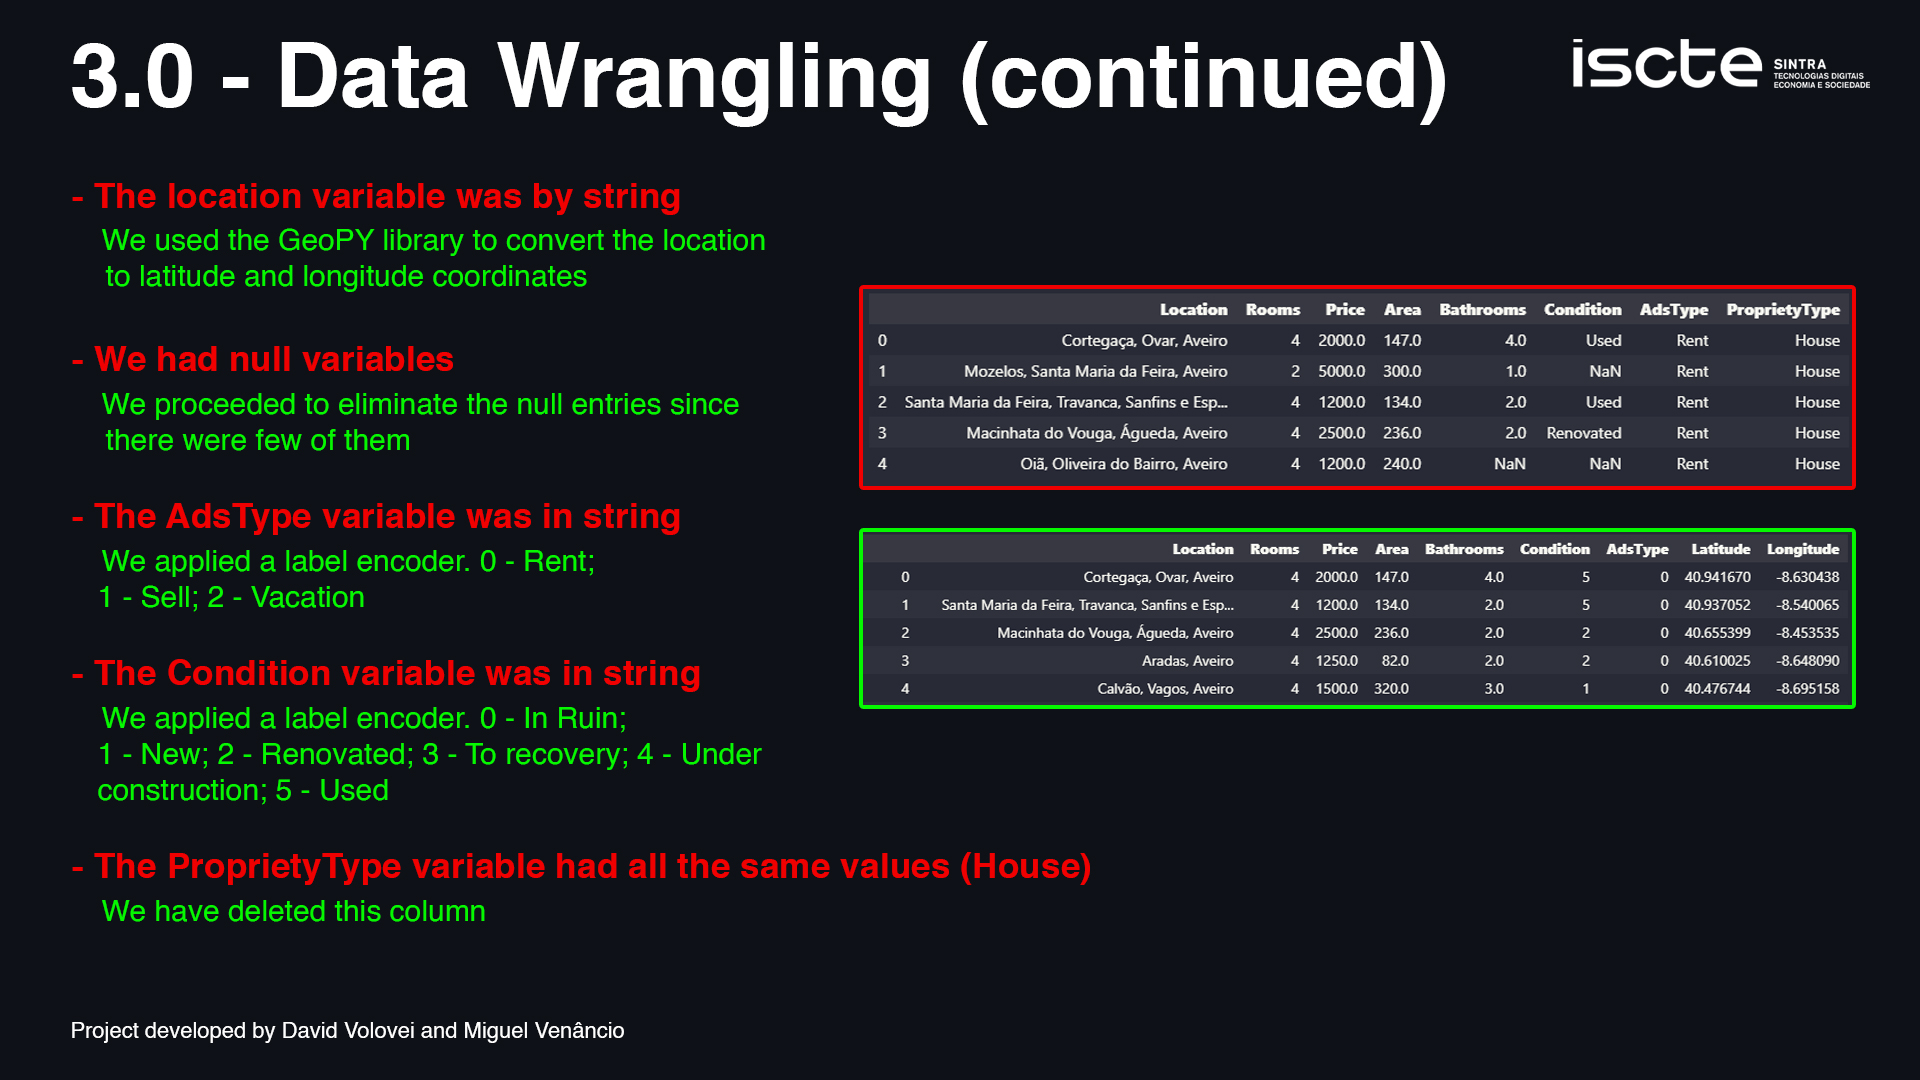 3.0 - Data Wrangling (continued)
iscte
SINTRA
TECNOLOGIAS DIGITAIS
ECONOMIA E SOCIEDADE
- The location variable was by string
We used the GeoPY library to convert the location
to latitude and longitude coordinates
- We had null variables
We proceeded to eliminate the null entries since
there were few of them
- The AdsType variable was in string
We applied a label encoder. 0 - Rent;
1 - Sell; 2 - Vacation
- The Condition variable was in string
We applied a label encoder. 0 - In Ruin;
1 - New; 2 - Renovated; 3 - To recovery; 4 - Under
construction; 5 - Used
- The ProprietyType variable had all the same values (House)
We have deleted this column
Location Rooms Price Area Bathrooms Condition AdsType ProprietyType
0 Cortegaça, Ovar, Aveiro 4 2000.0 147.0 4.0 Used Rent House
1 Mozelos, Santa Maria da Feira, Aveiro 2 5000.0 300.0 1.0 NaN Rent House
2 Santa Maria da Feira, Travanca, Sanfins e Esp... 4 1200.0 134.0 2.0 Used Rent House
3 Macinhata do Vouga, Águeda, Aveiro 4 2500.0 236.0 2.0 Renovated Rent House
4 Oiã, Oliveira do Bairro, Aveiro 4 1200.0 240.0 NaN NaN Rent House
Location Rooms Price Area Bathrooms Condition AdsType Latitude Longitude
0 Cortegaça, Ovar, Aveiro 4 2000.0 147.0 4.0 5 0 40.941670 -8.630438
1 Santa Maria da Feira, Travanca, Sanfins e Esp... 4 1200.0 134.0 2.0 5 0 40.937052 -8.540065
2 Macinhata do Vouga, Águeda, Aveiro 4 2500.0 236.0 2.0 2 0 40.655399 -8.453535
3 Aradas, Aveiro 4 1250.0 82.0 2.0 2 0 40.610025 -8.648090
4 Calvão, Vagos, Aveiro 4 1500.0 320.0 3.0 1 0 40.476744 -8.695158
Project developed by David Volovei and Miguel Venâncio